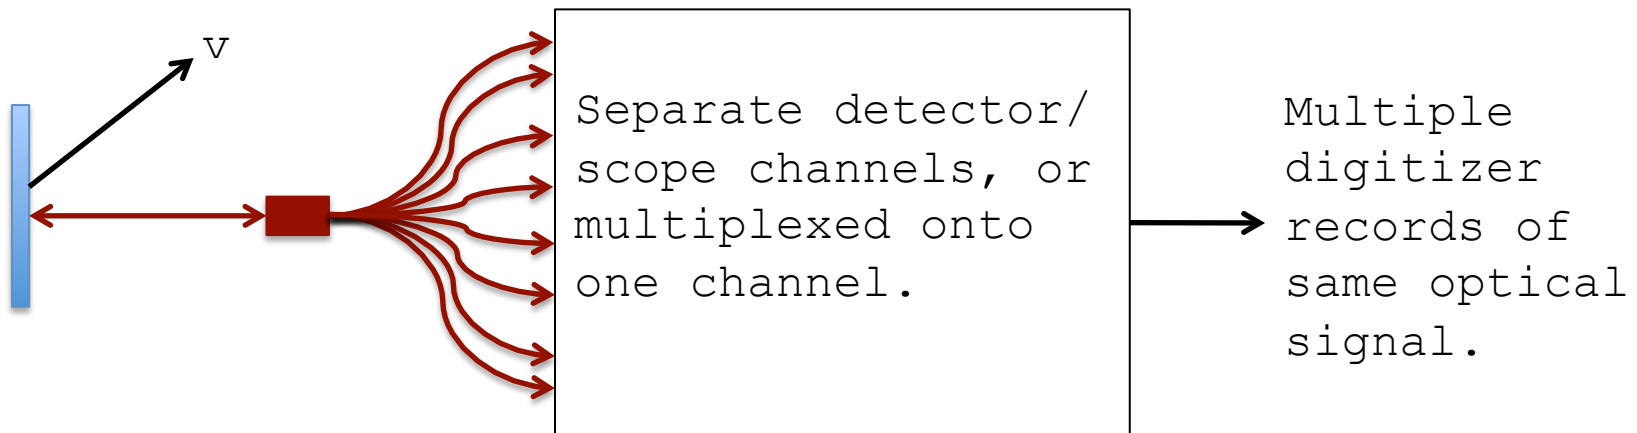 v
Separate detector/
scope channels, or
multiplexed onto
one channel.
Multiple
digitizer
records of
same optical
signal.